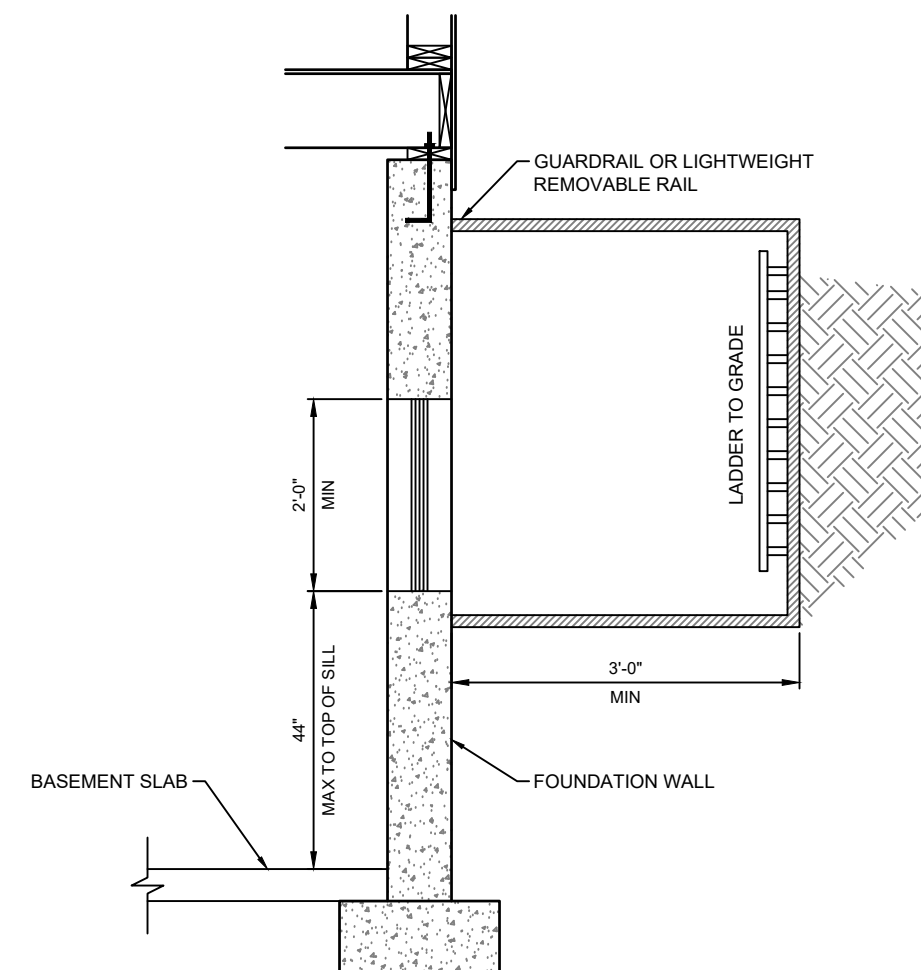 GUARDRAIL OR LIGHTWEIGHT
REMOVABLE RAIL
LADDER TO GRADE
2'-0"
MIN
44"
MAX TO TOP OF SILL
3'-0"
MIN
BASEMENT SLAB
FOUNDATION WALL